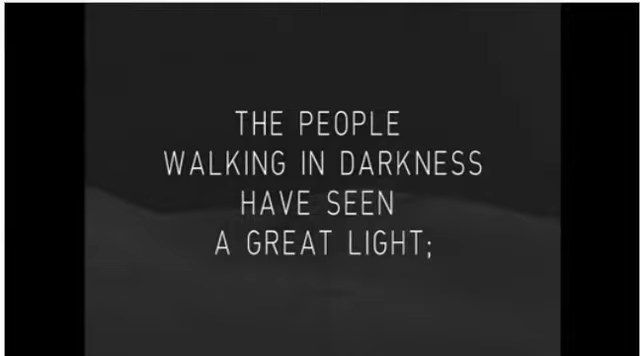 THE PEOPLE
WALKING IN DARKNESS
HAVE SEEN
A GREAT LIGHT;